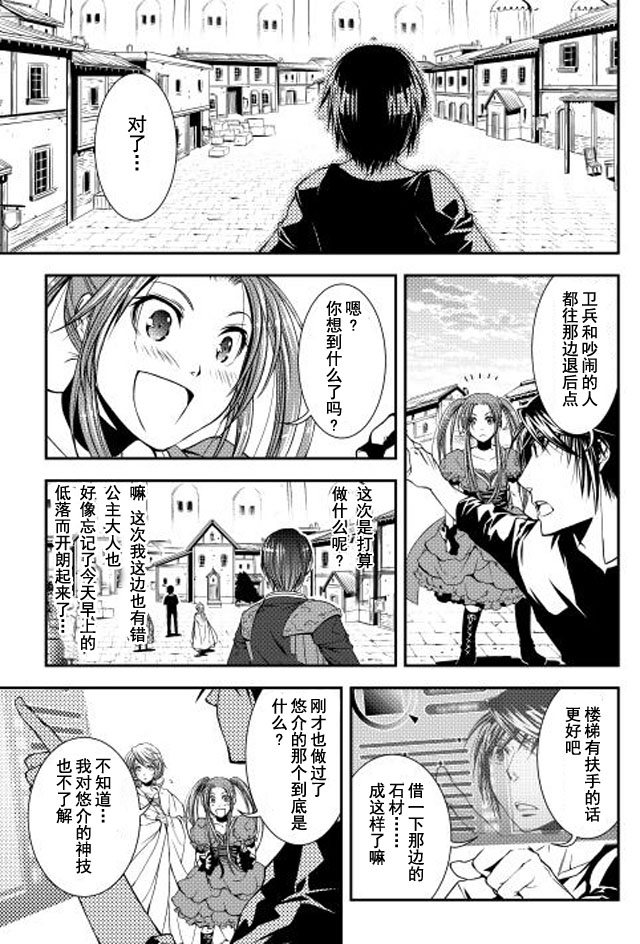 对了…
卫兵和吵闹的人
都往那边退后点
嗯？
你想到什么了吗？
这次是打算
做什么呢？
嘛 这次我这边也有错
公主大人也
好像忘记了今天早上的
低落而开朗起来了…
楼梯有扶手的话
更好吧
借一下那边的
石材……
成这样了嘛
刚才也做过了
悠介的那个到底是
什么？
不知道…
我对悠介的神技
也不了解